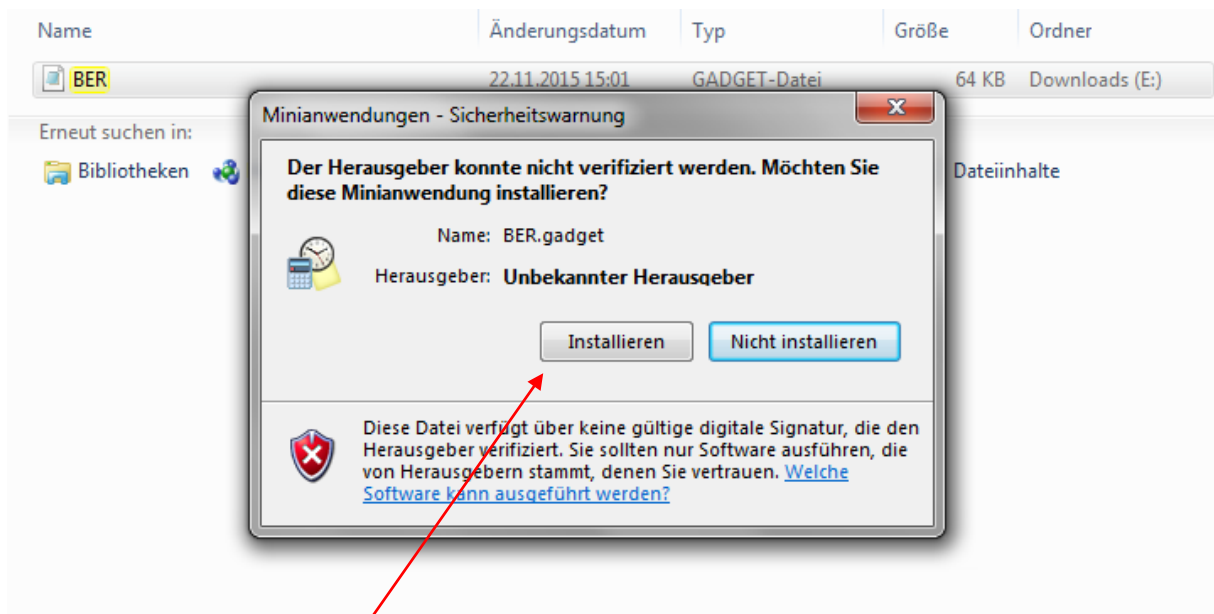 Name Änderungsdatum Typ Größe Ordner
BER 22.11.2015 15:01 GADGET-Datei 64 KB Downloads (E:)
Erneut suchen in:
Bibliotheken Dateiinhalte
Minianwendungen - Sicherheitswarnung
Der Herausgeber konnte nicht verifiziert werden. Möchten Sie
diese Minianwendung installieren?
Name: BER.gadget
Herausgeber: Unbekannter Herausgeber
Installieren Nicht installieren
Diese Datei verfügt über keine gültige digitale Signatur, die den
Herausgeber verifiziert. Sie sollten nur Software ausführen, die
von Herausgebern stammt, denen Sie vertrauen. Welche
Software kann ausgeführt werden?